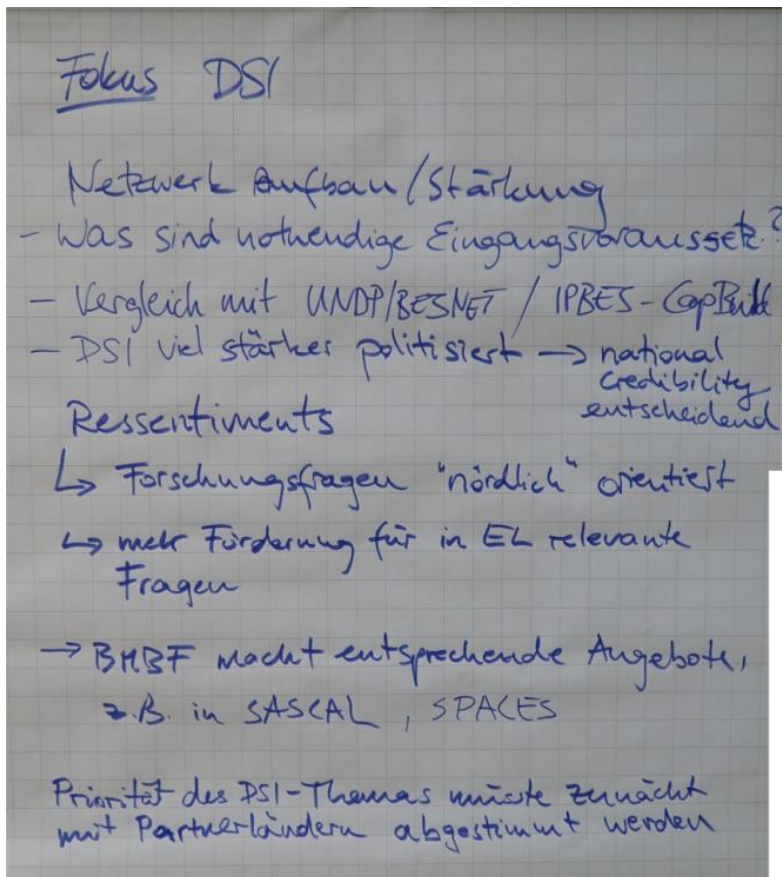 Fokus DSI
Netzwerk Aufbau/Stärkung
- Was sind notwendige Eingangsvoraussetz.?
- Vergleich mit UNDP/BESNET / IPBES-CapBuild
- DSI viel stärker politisiert → national
credibility
entscheidend
Ressentiments
↳ Forschungsfragen "nördlich" orientiert
↳ mehr Förderung für in EL relevante
Fragen
→ BMBF macht entsprechende Angebote,
z.B. in SASCAL, SPACES
Priorität des DSI-Themas müsste zunächt
mit Partnerländern abgestimmt werden